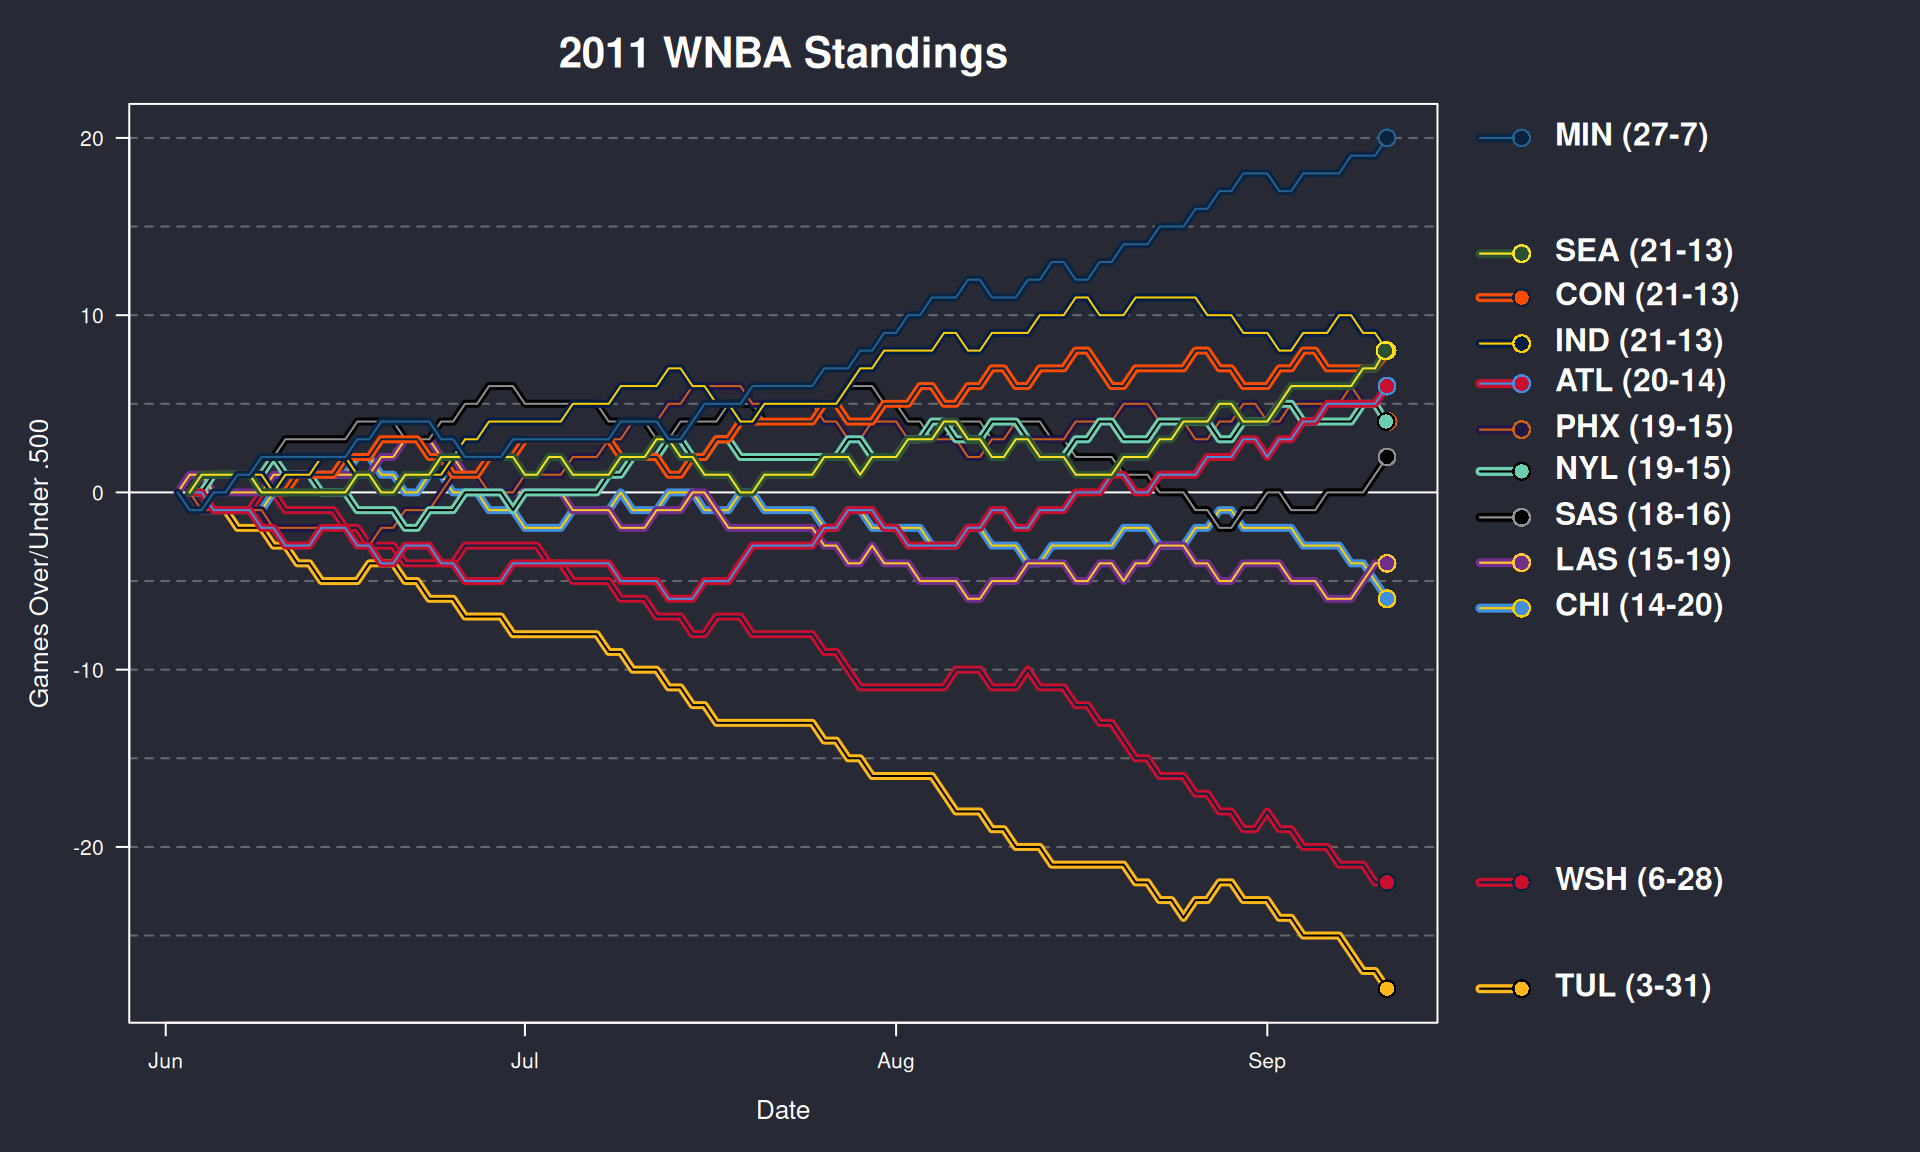 2011 WNBA Standings
20
10
0
-10
-20
Games Over/Under .500
Jun
Jul
Aug
Sep
Date
MIN (27-7)
SEA (21-13)
CON (21-13)
IND (21-13)
ATL (20-14)
PHX (19-15)
NYL (19-15)
SAS (18-16)
LAS (15-19)
CHI (14-20)
WSH (6-28)
TUL (3-31)